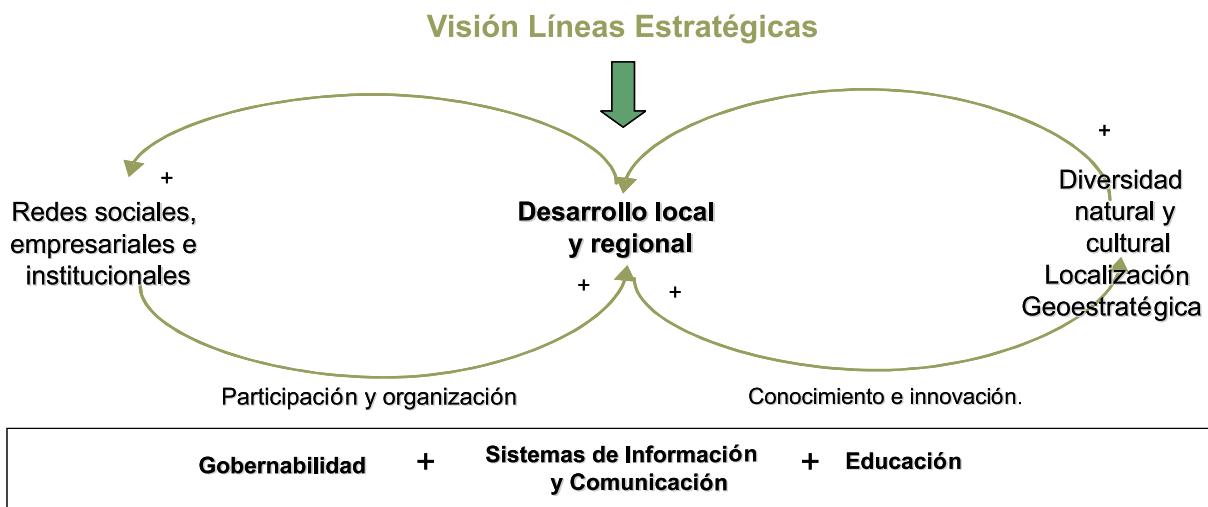 Visión Líneas Estratégicas
+
+
Redes sociales,
empresariales e
institucionales
Desarrollo local
y regional
Diversidad
natural y
cultural
Localización
Geoestratégica
+
+
Participación y organización
Conocimiento e innovación.
Gobernabilidad
+
Sistemas de Información
y Comunicación
+
Educación